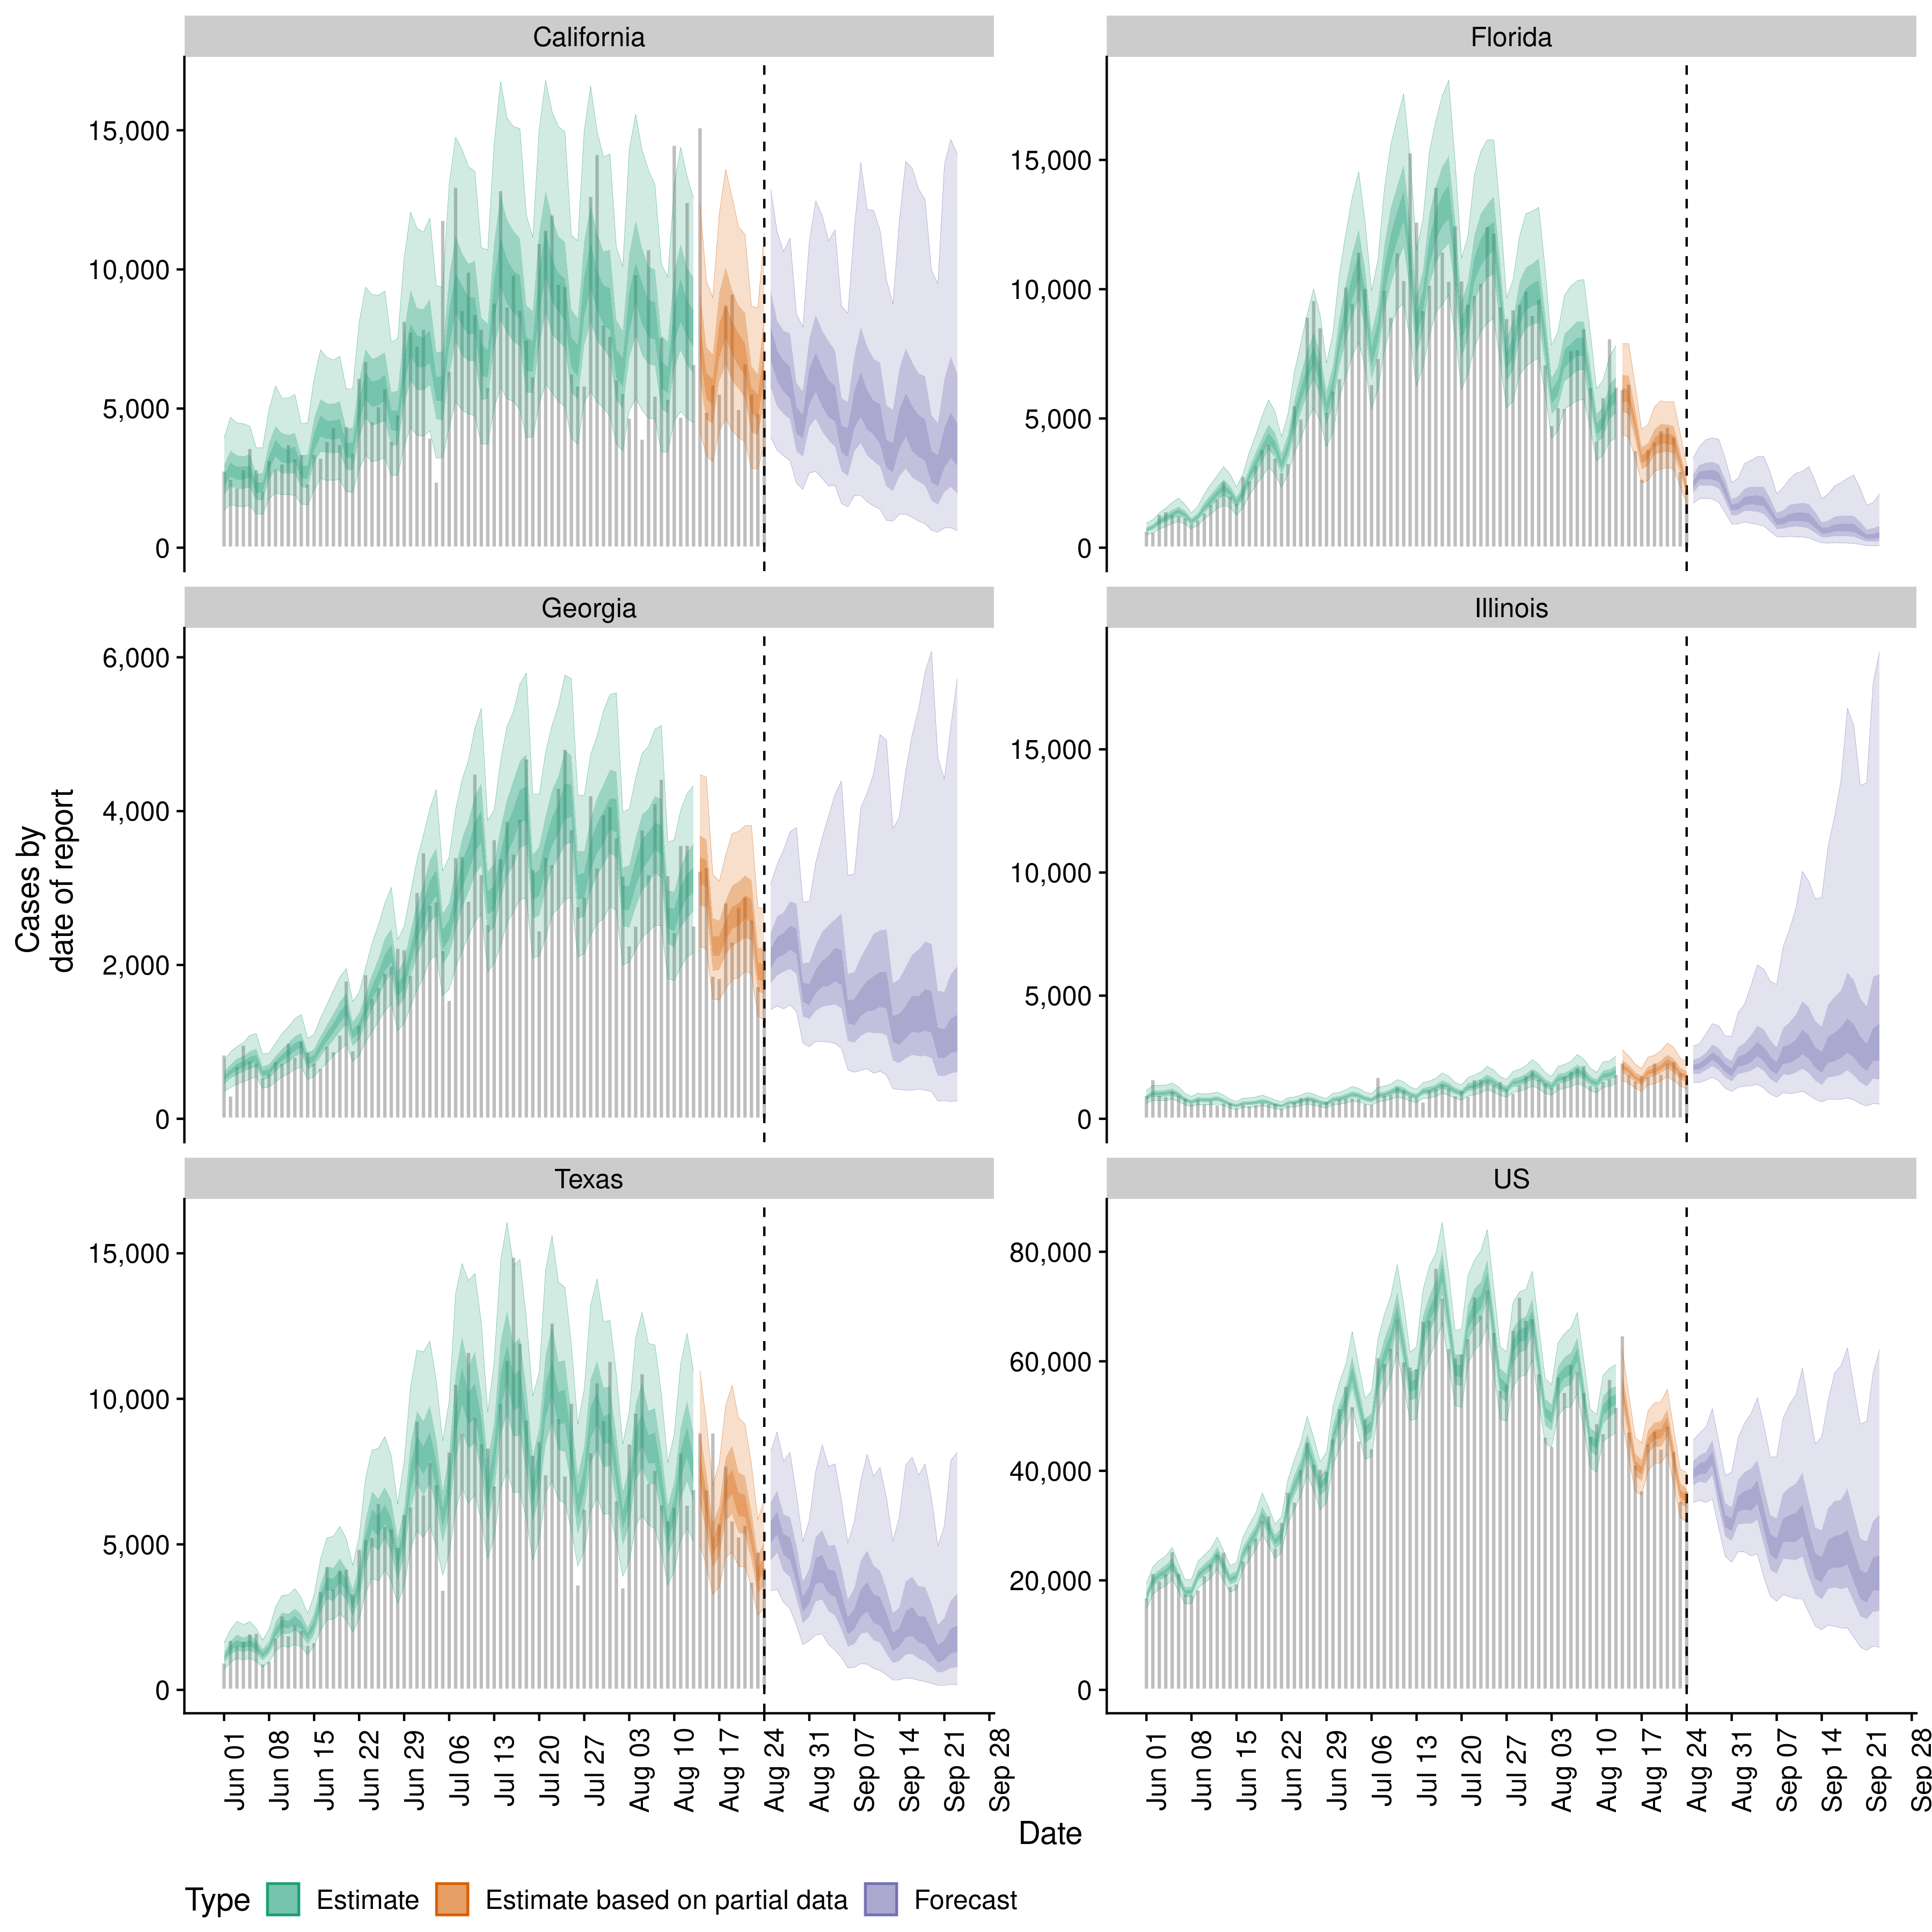 California
Florida
15,000
10,000
5,000
0
15,000
10,000
5,000
0
Georgia
Illinois
6,000
4,000
2,000
0
15,000
10,000
5,000
0
Texas
US
15,000
10,000
5,000
0
80,000
60,000
40,000
20,000
0
Cases by
date of report
Jun 01
Jun 08
Jun 15
Jun 22
Jun 29
Jul 06
Jul 13
Jul 20
Jul 27
Aug 03
Aug 10
Aug 17
Aug 24
Aug 31
Sep 07
Sep 14
Sep 21
Sep 28
Jun 01
Jun 08
Jun 15
Jun 22
Jun 29
Jul 06
Jul 13
Jul 20
Jul 27
Aug 03
Aug 10
Aug 17
Aug 24
Aug 31
Sep 07
Sep 14
Sep 21
Sep 28
Date
Type Estimate Estimate based on partial data Forecast